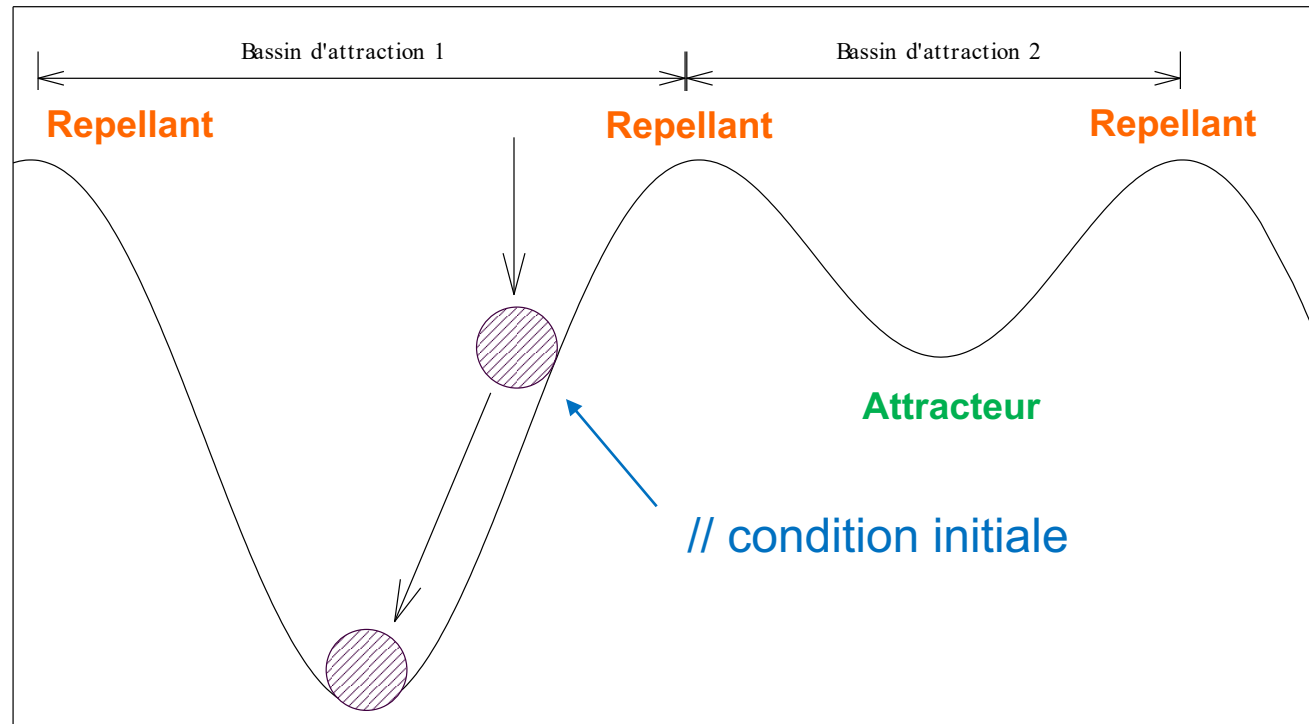 Bassin d'attraction 1
Bassin d'attraction 2
Repellant
Repellant
Repellant
Attracteur
// condition initiale